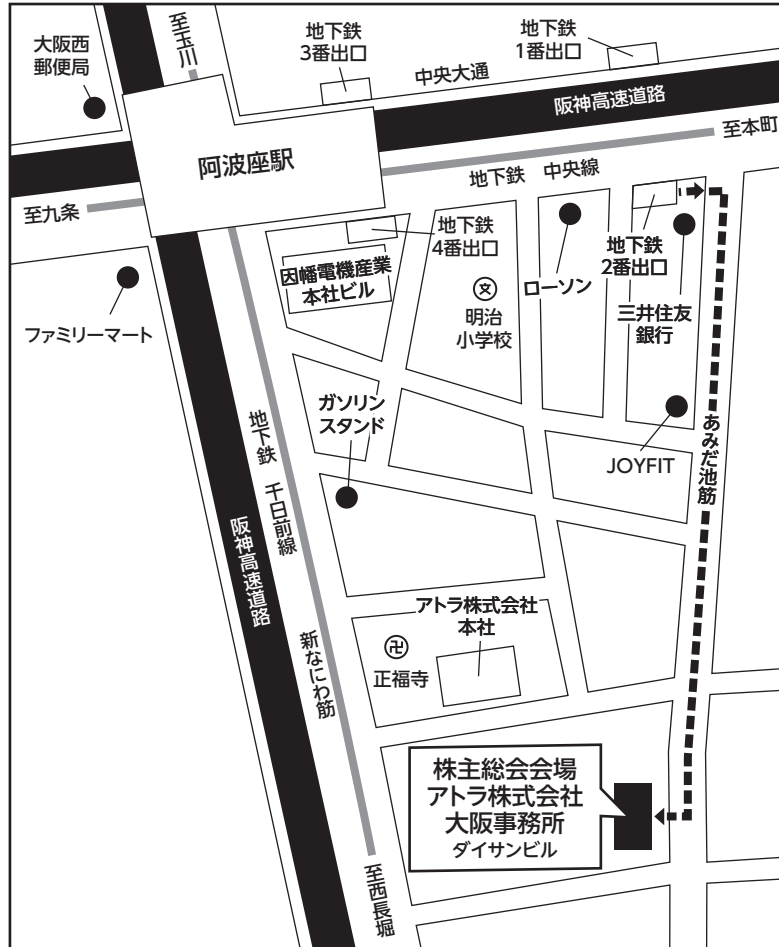 大阪西
郵便局
至玉川
地下鉄
3番出口
地下鉄
1番出口
中央大通
阪神高速道路
至本町
阿波座駅
地下鉄 中央線
至九条
地下鉄
4番出口
因幡電機産業
本社ビル
文
明治
小学校
ローソン
地下鉄
2番出口
三井住友
銀行
ファミリーマート
ガソリン
スタンド
JOYFIT
あみだ池筋
地下鉄 千日前線
阪神高速道路
新なにわ筋
アトラ株式会社
本社
卍
正福寺
株主総会会場
アトラ株式会社
大阪事務所
ダイサンビル
至西長堀